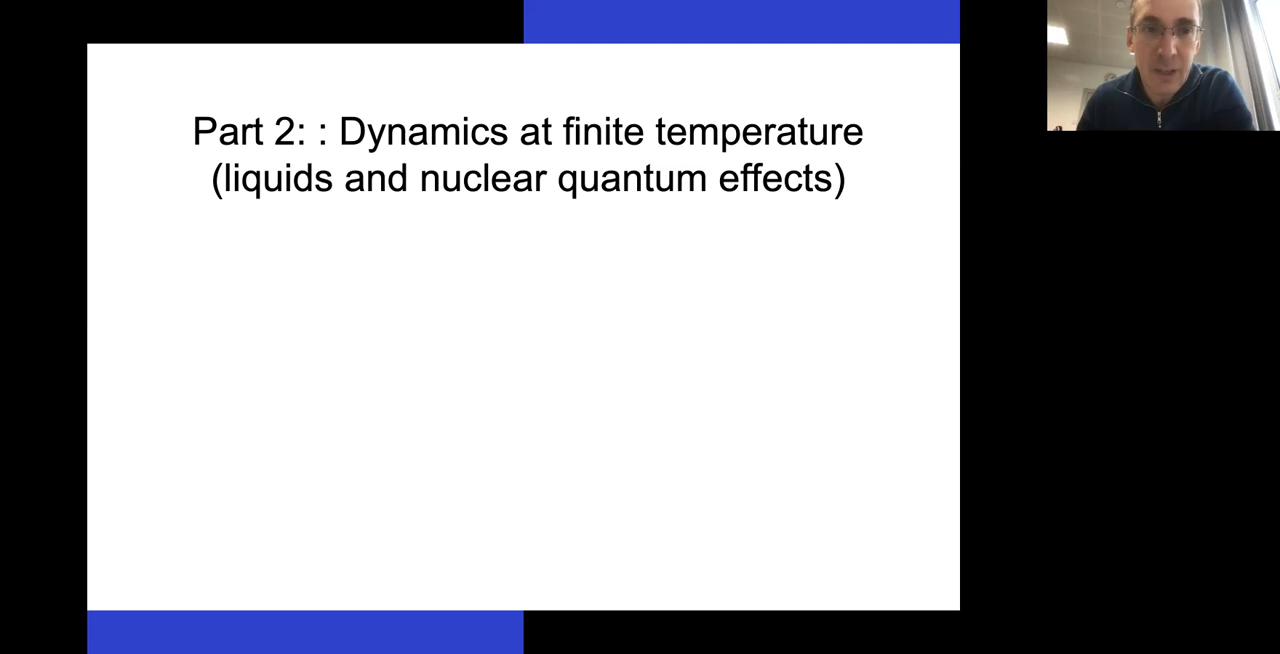 Part 2: : Dynamics at finite temperature
(liquids and nuclear quantum effects)